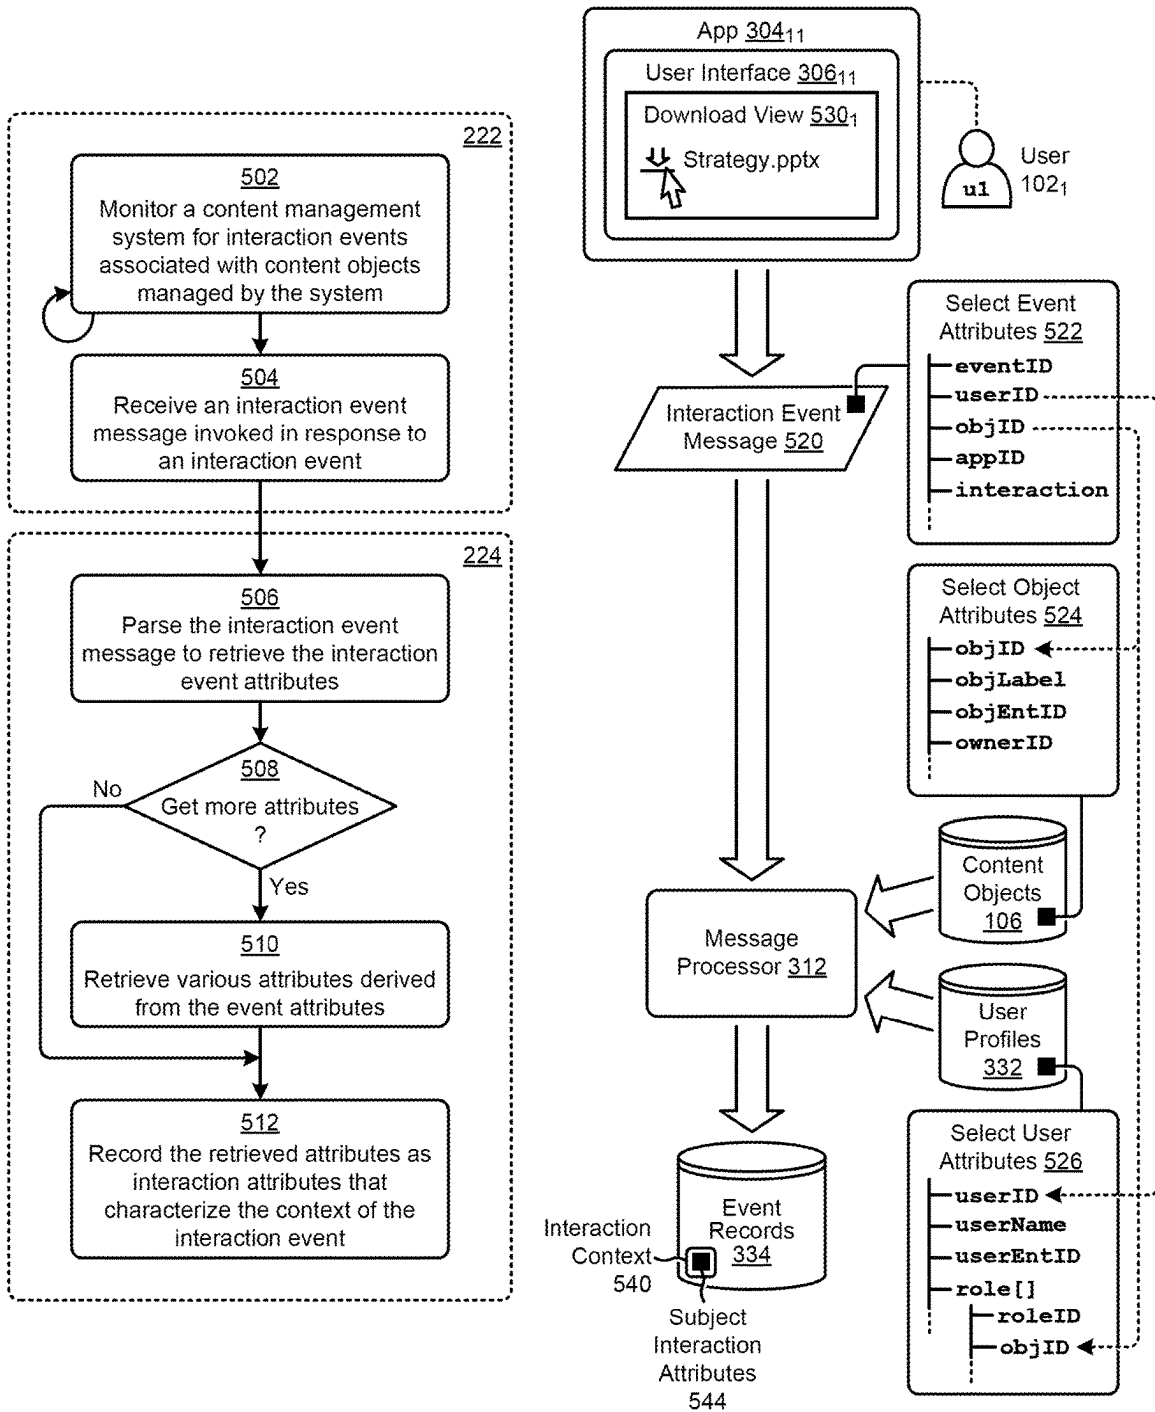 222
502
Monitor a content management
system for interaction events
associated with content objects
managed by the system
504
Receive an interaction event
message invoked in response to
an interaction event
224
506
Parse the interaction event
message to retrieve the interaction
event attributes
508
Get more attributes
?
No
Yes
510
Retrieve various attributes derived
from the event attributes
512
Record the retrieved attributes as
interaction attributes that
characterize the context of the
interaction event
App 304₁₁
User Interface 306₁₁
Download View 530₁
Strategy.pptx
User
102₁
u1
Interaction Event
Message 520
Select Event
Attributes 522
eventID
userID
objID
appID
interaction
Select Object
Attributes 524
objID
objLabel
objEntID
ownerID
Content
Objects
106
Message
Processor 312
User
Profiles
332
Select User
Attributes 526
userID
userName
userEntID
role[]
roleID
objID
Event
Records
334
Interaction
Context
540
Subject
Interaction
Attributes
544